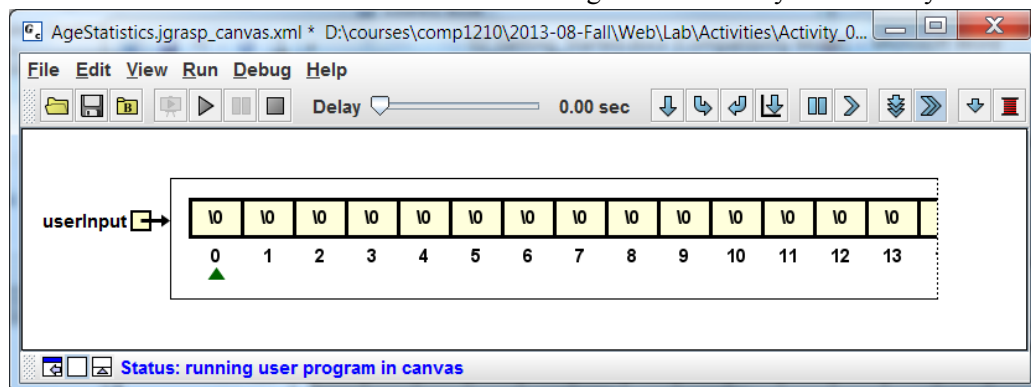 AgeStatistics.jgrasp_canvas.xml * D:\courses\comp1210\2013-08-Fall\Web\Lab\Activities\Activity_0...
File Edit View Run Debug Help
Delay 0.00 sec
userInput \0 \0 \0 \0 \0 \0 \0 \0 \0 \0 \0 \0 \0 \0
0 1 2 3 4 5 6 7 8 9 10 11 12 13
Status: running user program in canvas